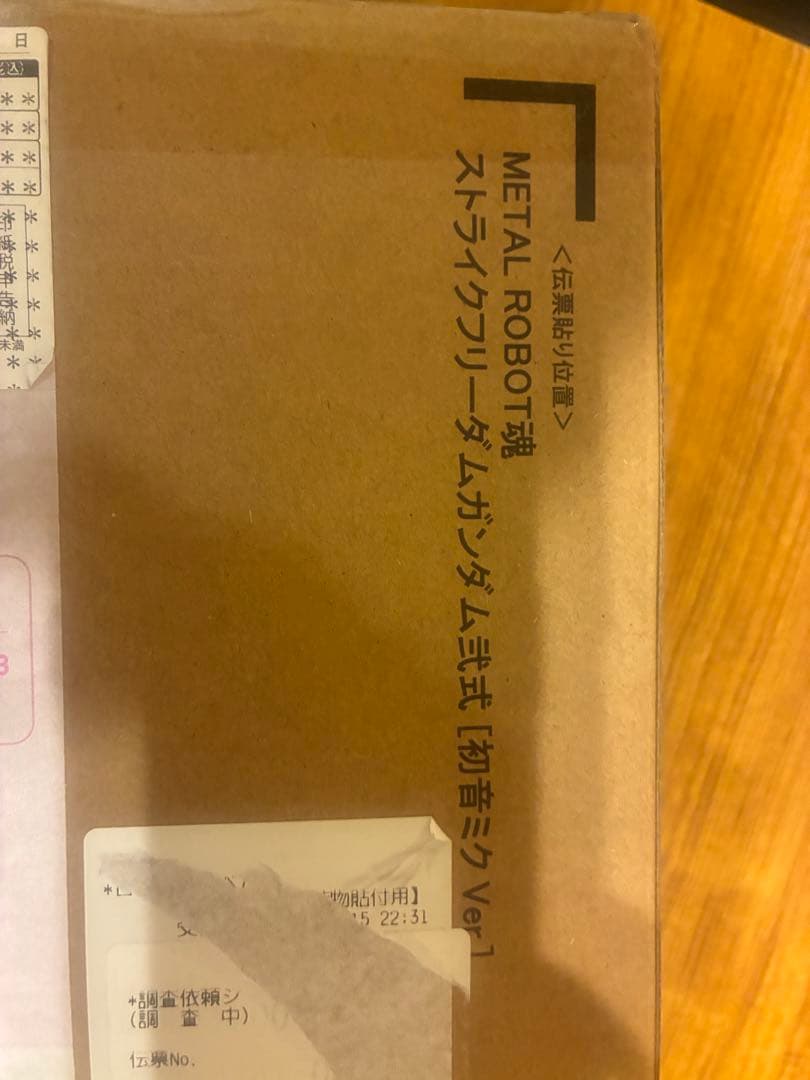 <伝票貼り位置>
METAL ROBOT魂
ストライクフリーダムガンダム弐式 [初音ミク Ver]
日
物貼付用】
15 22:31
*調査依頼シ
(調 査 中)
伝票No.